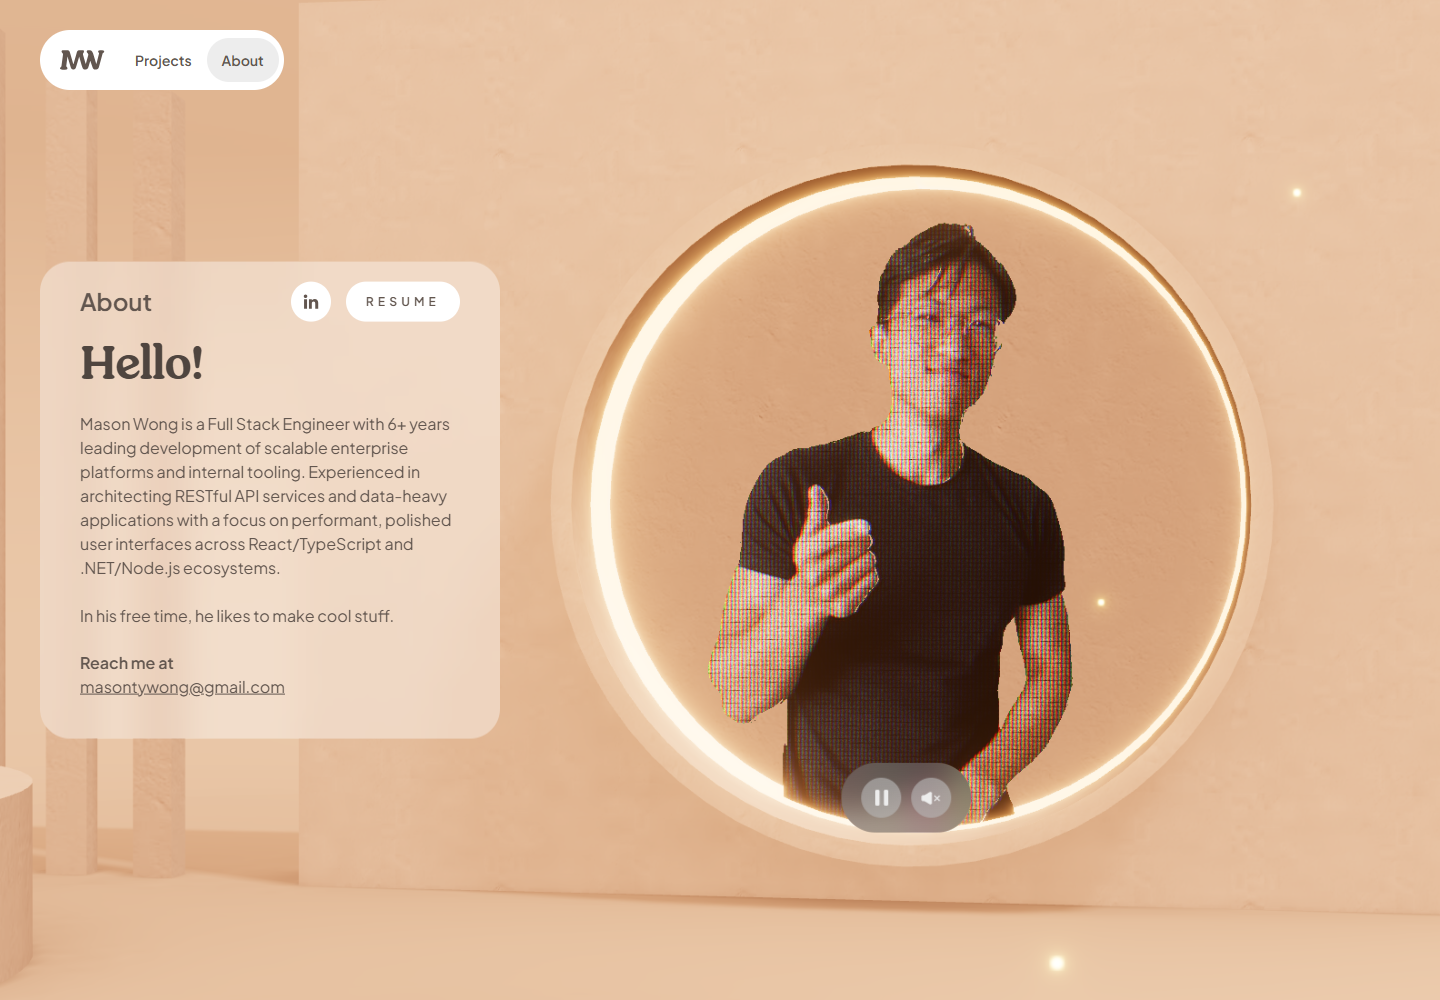 MW
Projects
About
About
in
RESUME
Hello!
Mason Wong is a Full Stack Engineer with 6+ years
leading development of scalable enterprise
platforms and internal tooling. Experienced in
architecting RESTful API services and data-heavy
applications with a focus on performant, polished
user interfaces across React/TypeScript and
.NET/Node.js ecosystems.
In his free time, he likes to make cool stuff.
Reach me at
masontywong@gmail.com